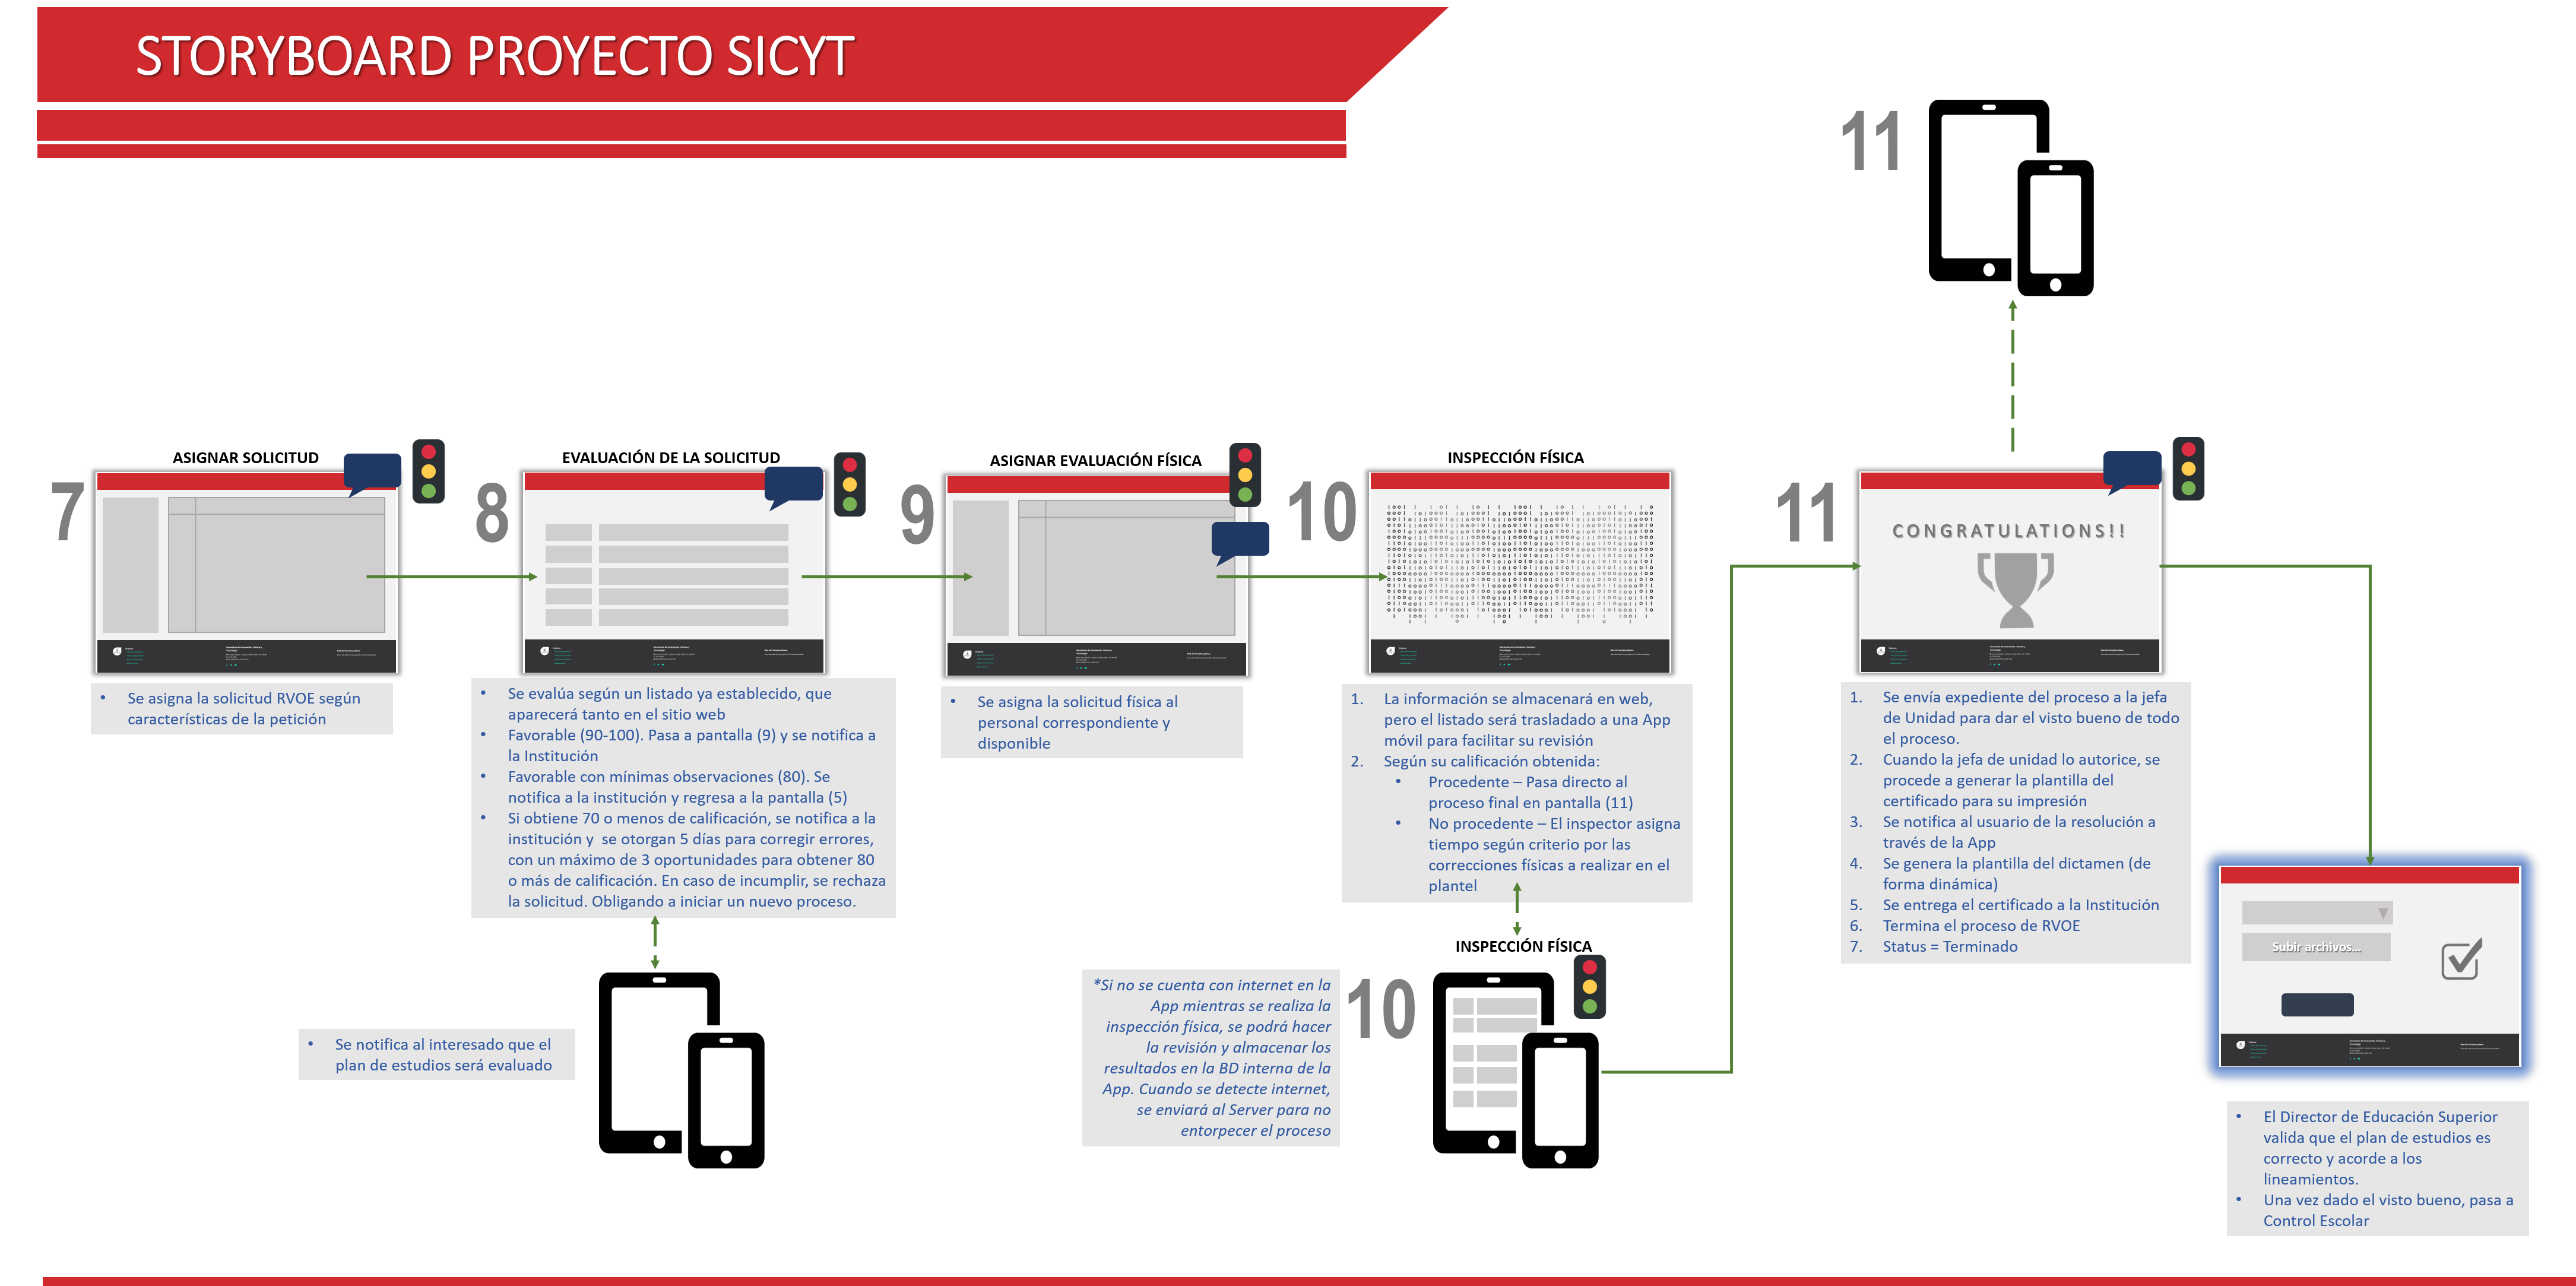 STORYBOARD PROYECTO SICYT
11
7
ASIGNAR SOLICITUD
• Se asigna la solicitud RVOE según
características de la petición
8
EVALUACIÓN DE LA SOLICITUD
• Se evalúa según un listado ya establecido, que
aparecerá tanto en el sitio web
• Favorable (90-100). Pasa a pantalla (9) y se notifica a
la Institución
• Favorable con mínimas observaciones (80). Se
notifica a la institución y regresa a la pantalla (5)
• Si obtiene 70 o menos de calificación, se notifica a la
institución y se otorgan 5 días para corregir errores,
con un máximo de 3 oportunidades para obtener 80
o más de calificación. En caso de incumplir, se rechaza
la solicitud. Obligando a iniciar un nuevo proceso.
• Se notifica al interesado que el
plan de estudios será evaluado
9
ASIGNAR EVALUACIÓN FÍSICA
• Se asigna la solicitud física al
personal correspondiente y
disponible
10
INSPECCIÓN FÍSICA
1. La información se almacenará en web,
pero el listado será trasladado a una App
móvil para facilitar su revisión
2. Según su calificación obtenida:
• Procedente – Pasa directo al
proceso final en pantalla (11)
• No procedente – El inspector asigna
tiempo según criterio por las
correcciones físicas a realizar en el
plantel
INSPECCIÓN FÍSICA
10
*Si no se cuenta con internet en la
App mientras se realiza la
inspección física, se podrá hacer
la revisión y almacenar los
resultados en la BD interna de la
App. Cuando se detecte internet,
se enviará al Server para no
entorpecer el proceso
11
CONGRATULATIONS!!
1. Se envía expediente del proceso a la jefa
de Unidad para dar el visto bueno de todo
el proceso.
2. Cuando la jefa de unidad lo autorice, se
procede a generar la plantilla del
certificado para su impresión
3. Se notifica al usuario de la resolución a
través de la App
4. Se genera la plantilla del dictamen (de
forma dinámica)
5. Se entrega el certificado a la Institución
6. Termina el proceso de RVOE
7. Status = Terminado
Subir archivos...
• El Director de Educación Superior
valida que el plan de estudios es
correcto y acorde a los
lineamientos.
• Una vez dado el visto bueno, pasa a
Control Escolar